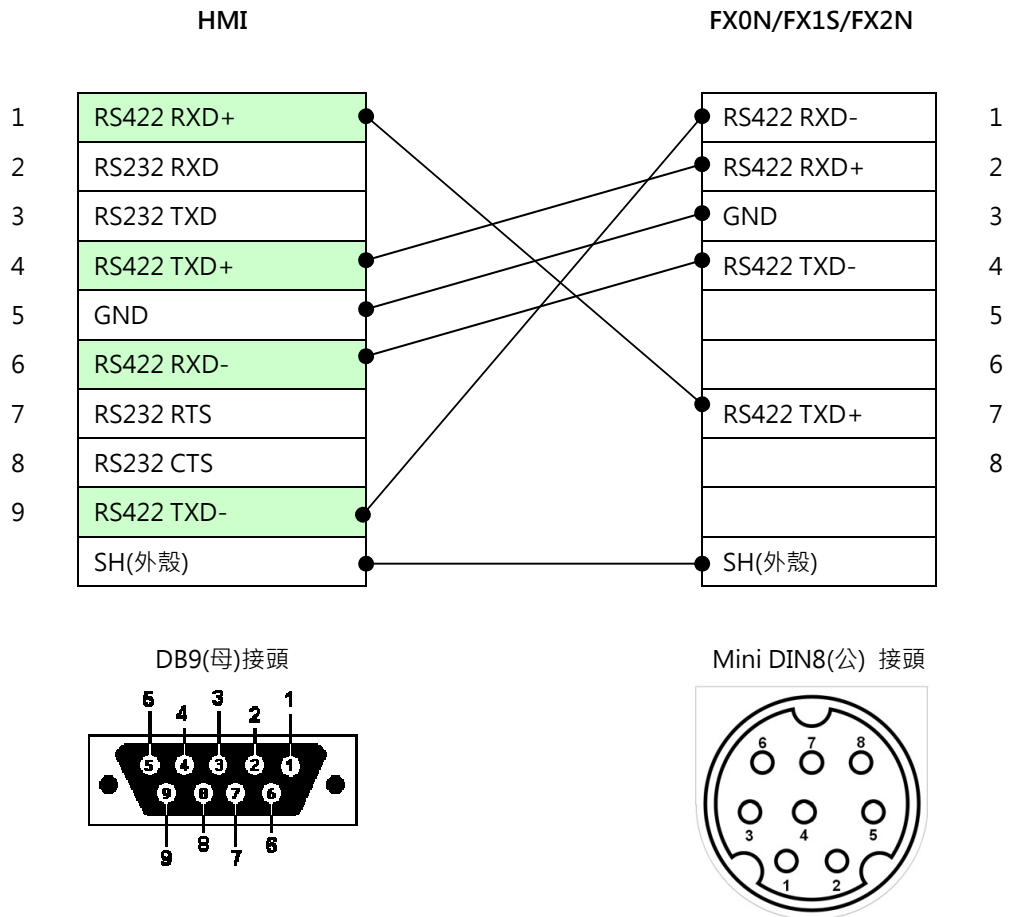 HMI FX0N/FX1S/FX2N
1 RS422 RXD+ RS422 RXD- 1
2 RS232 RXD RS422 RXD+ 2
3 RS232 TXD GND 3
4 RS422 TXD+ RS422 TXD- 4
5 GND 5
6 RS422 RXD- 6
7 RS232 RTS RS422 TXD+ 7
8 RS232 CTS 8
9 RS422 TXD-
SH(外殼) SH(外殼)
DB9(母)接頭 Mini DIN8(公) 接頭
5 4 3 2 1
5 4 3 2 1
9 8 7 6
9 8 7 6
6 7 8
3 4 5
1 2